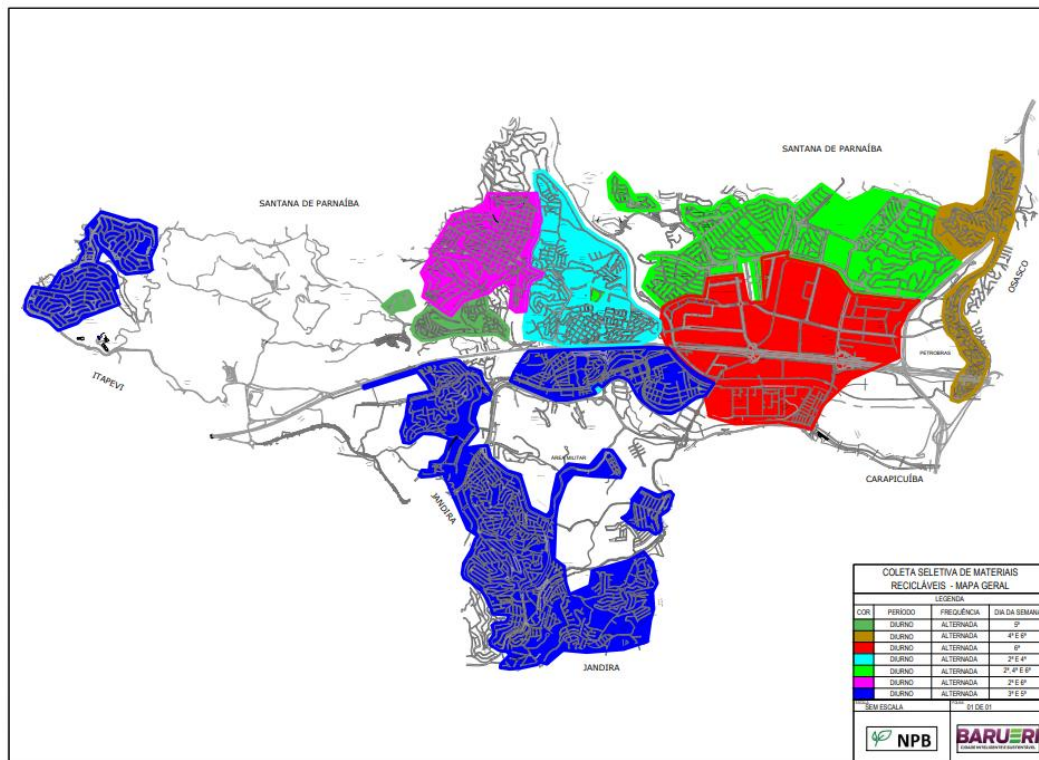 SANTANA DE PARNAÍBA
SANTANA DE PARNAÍBA
OSASCO
PETROBRAS
ITAPEVI
CARAPICUÍBA
ÁREA MILITAR
JANDIRA
JANDIRA
COLETA SELETIVA DE MATERIAIS
RECICLÁVEIS - MAPA GERAL
LEGENDA
COR PERÍODO FREQUÊNCIA DIA DA SEMANA
DIURNO ALTERNADA 5ª
DIURNO ALTERNADA 4ª E 6ª
DIURNO ALTERNADA 6ª
DIURNO ALTERNADA 2ª E 4ª
DIURNO ALTERNADA 2ª, 4ª E 6ª
DIURNO ALTERNADA 2ª E 6ª
DIURNO ALTERNADA 3ª E 5ª
SEM ESCALA 01 DE 01
NPB
BARUERI
CIDADE INTELIGENTE E SUSTENTÁVEL